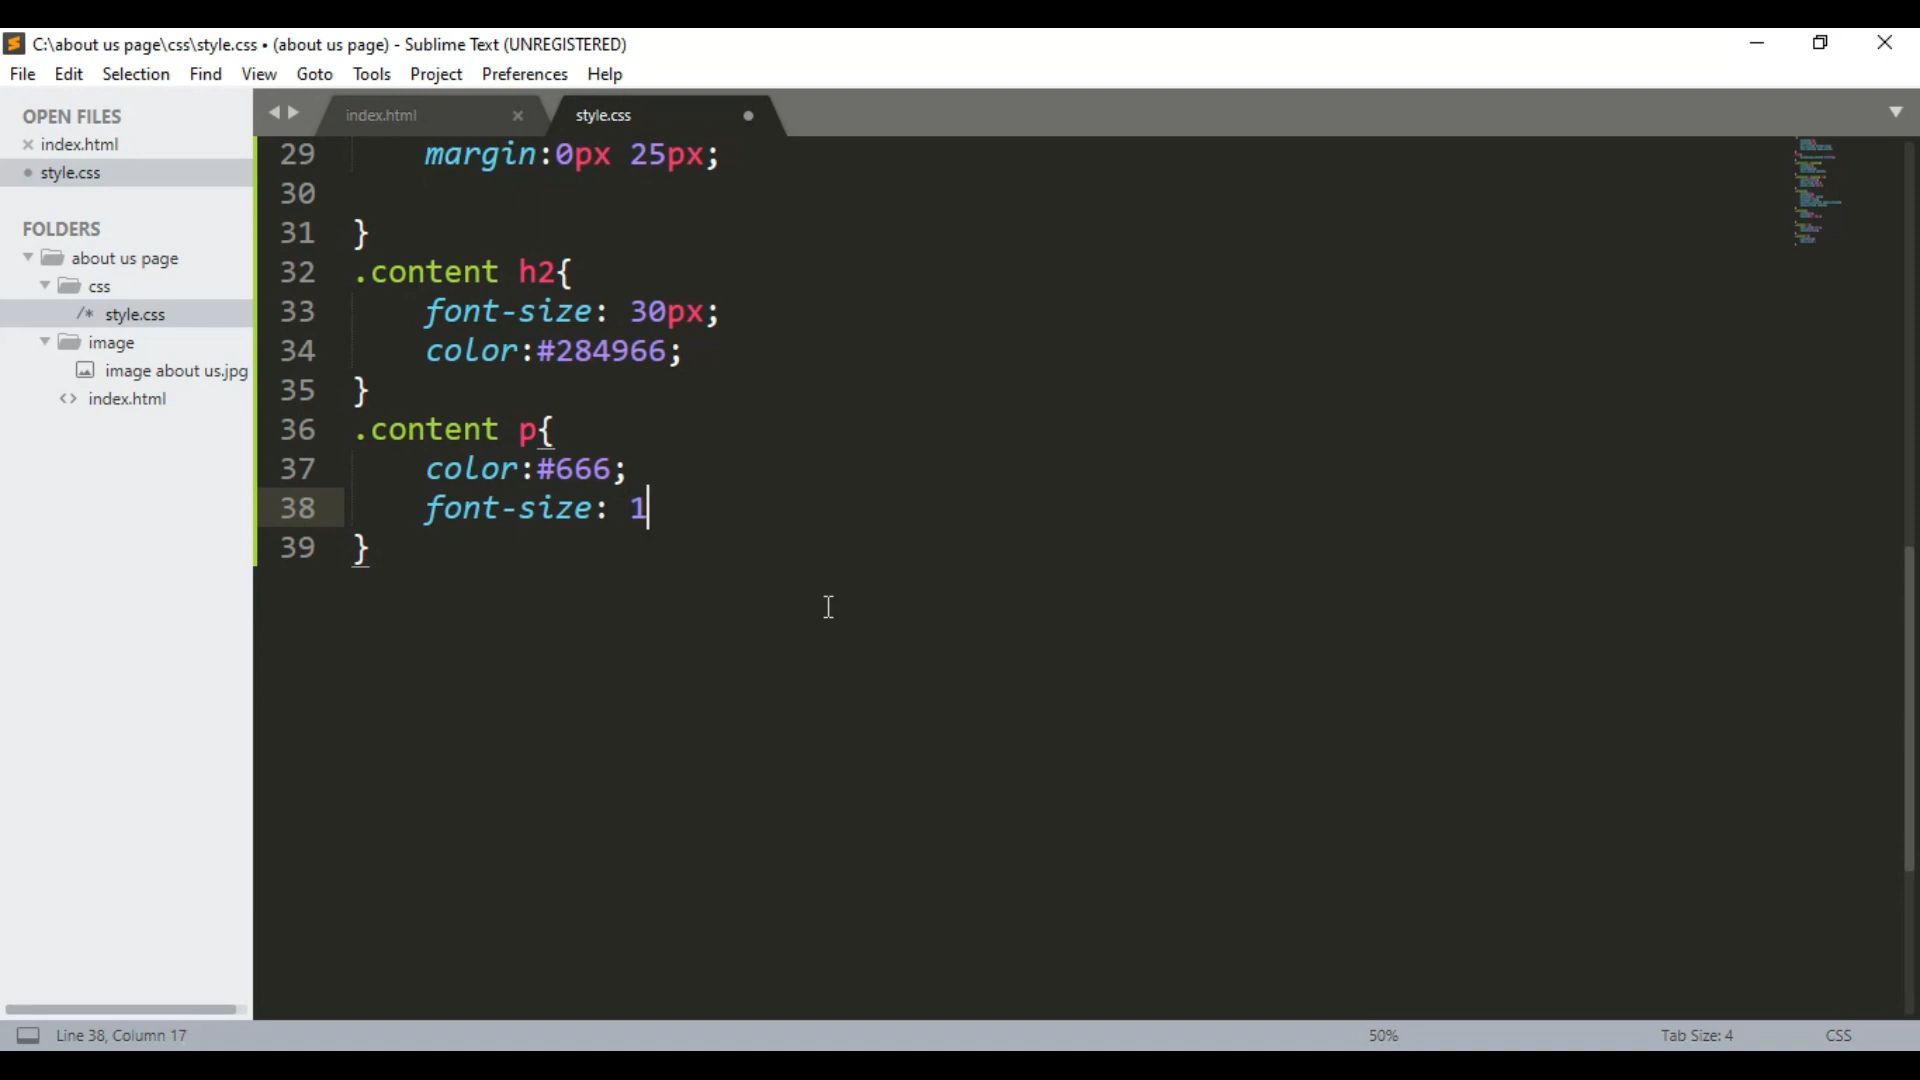 C:\about us page\css\style.css • (about us page) - Sublime Text (UNREGISTERED)
File Edit Selection Find View Goto Tools Project Preferences Help
OPEN FILES
index.html
style.css
FOLDERS
about us page
css
/* style.css
image
image about us.jpg
<> index.html
index.html
style.css
29 margin:0px 25px;
30
31 }
32 .content h2{
33 font-size: 30px;
34 color:#284966;
35 }
36 .content p{
37 color:#666;
38 font-size: 1
39 }
Line 38, Column 17
50%
Tab Size: 4
CSS